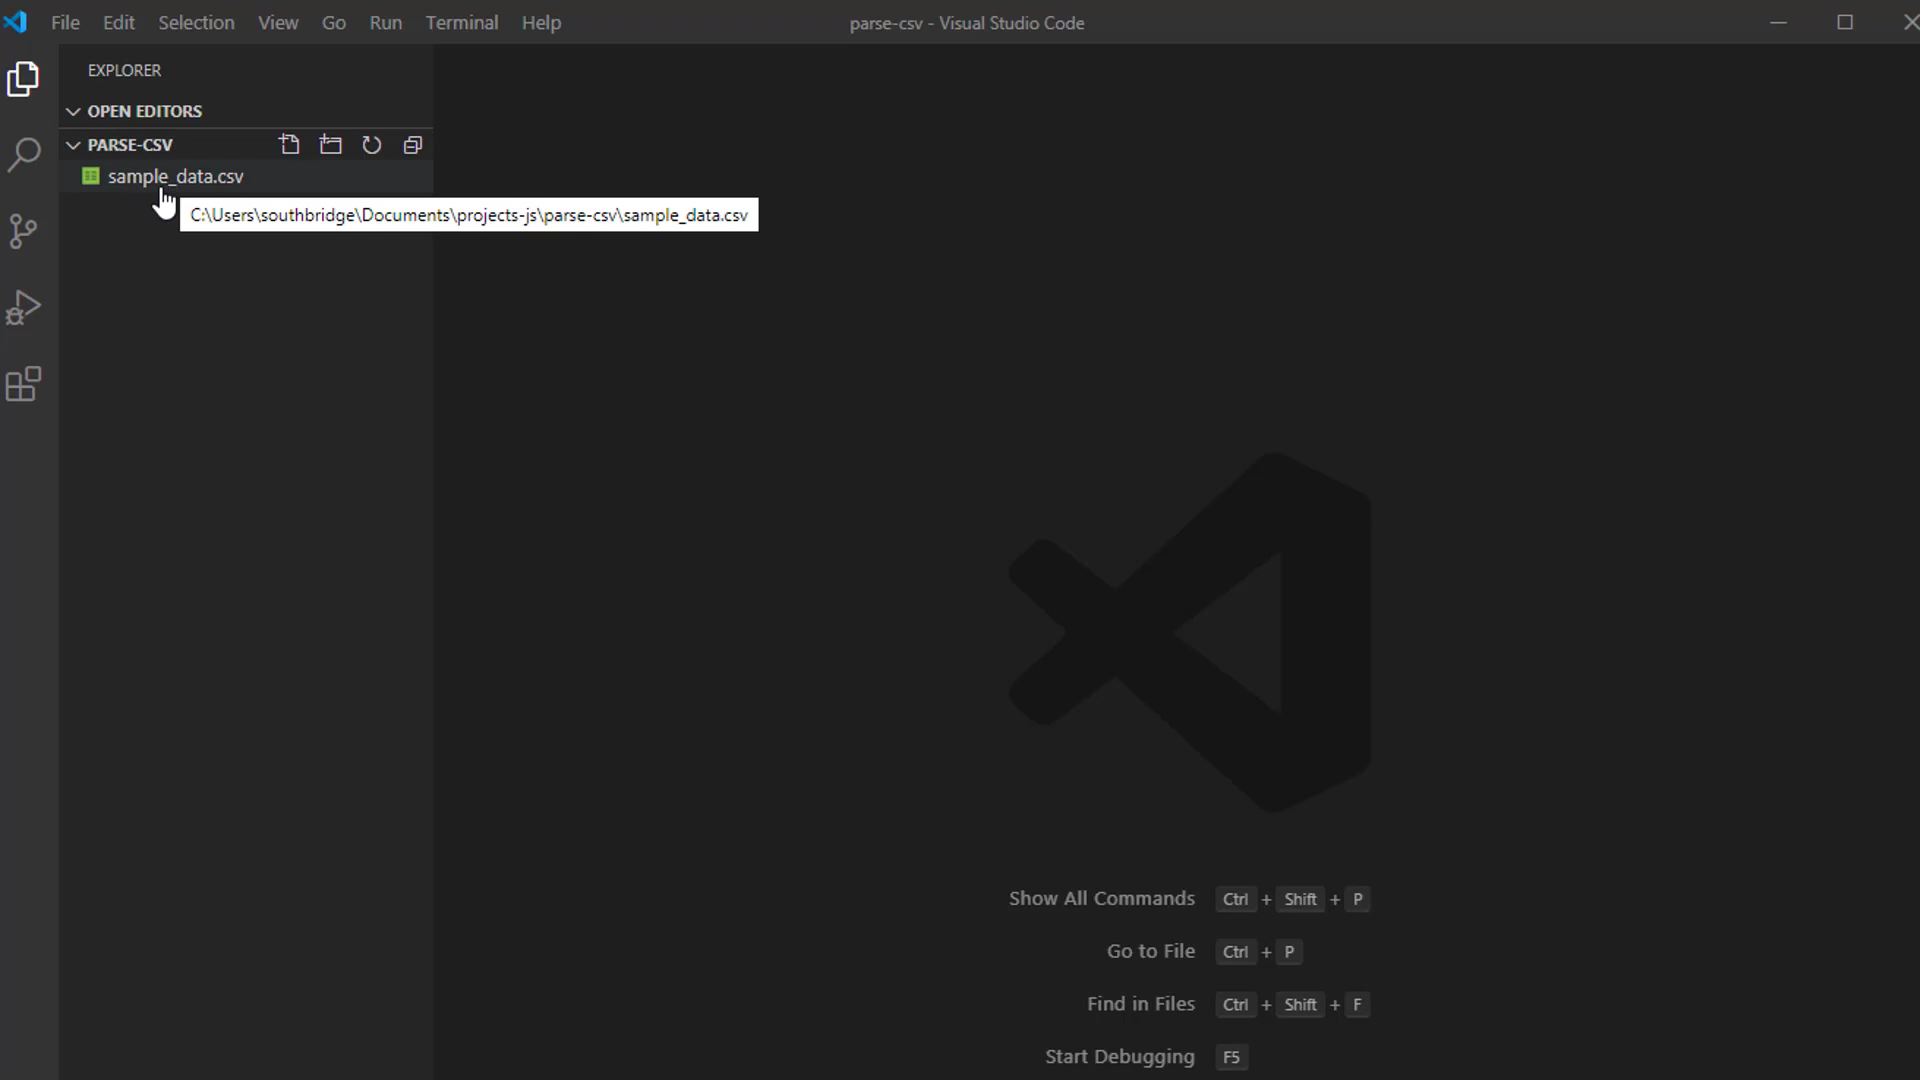 File Edit Selection View Go Run Terminal Help
parse-csv - Visual Studio Code
EXPLORER
OPEN EDITORS
PARSE-CSV
sample_data.csv
C:\Users\southbridge\Documents\projects-js\parse-csv\sample_data.csv
Show All Commands Ctrl + Shift + P
Go to File Ctrl + P
Find in Files Ctrl + Shift + F
Start Debugging F5